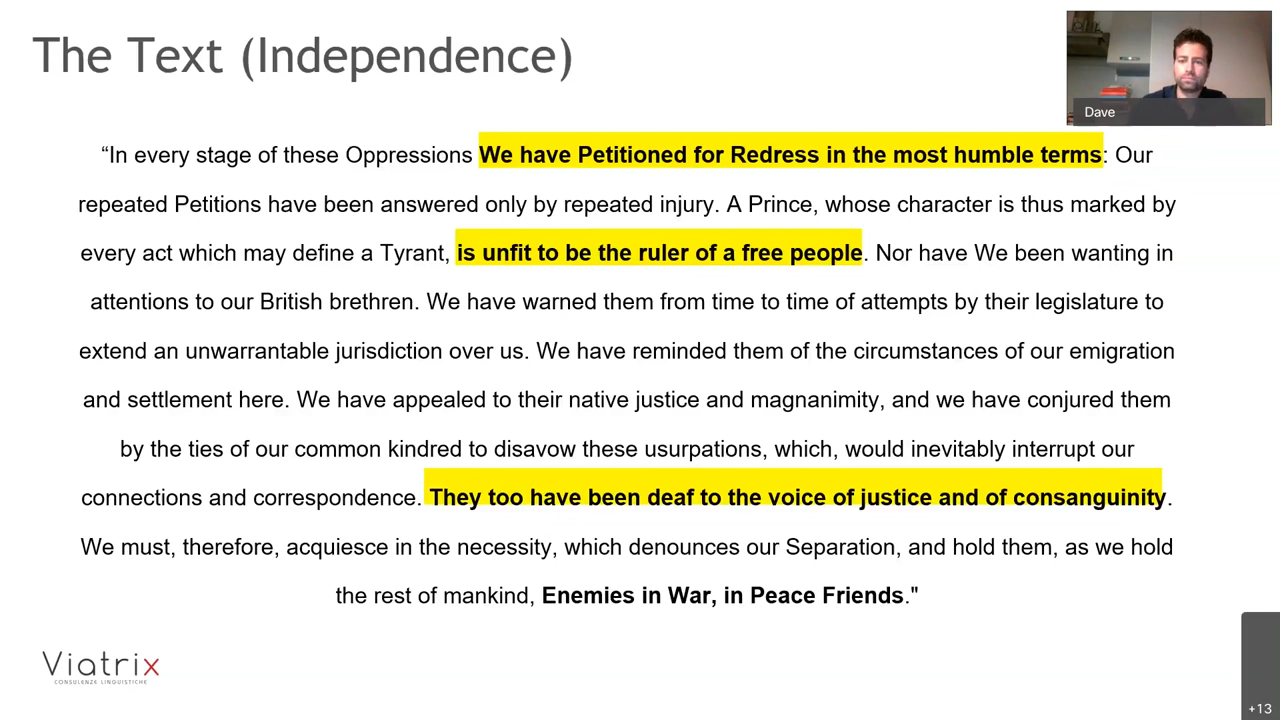 The Text (Independence)
Dave
“In every stage of these Oppressions We have Petitioned for Redress in the most humble terms: Our
repeated Petitions have been answered only by repeated injury. A Prince, whose character is thus marked by
every act which may define a Tyrant, is unfit to be the ruler of a free people. Nor have We been wanting in
attentions to our British brethren. We have warned them from time to time of attempts by their legislature to
extend an unwarrantable jurisdiction over us. We have reminded them of the circumstances of our emigration
and settlement here. We have appealed to their native justice and magnanimity, and we have conjured them
by the ties of our common kindred to disavow these usurpations, which, would inevitably interrupt our
connections and correspondence. They too have been deaf to the voice of justice and of consanguinity.
We must, therefore, acquiesce in the necessity, which denounces our Separation, and hold them, as we hold
the rest of mankind, Enemies in War, in Peace Friends."
Viatrix
CONSULENZE LINGUISTICHE
+13